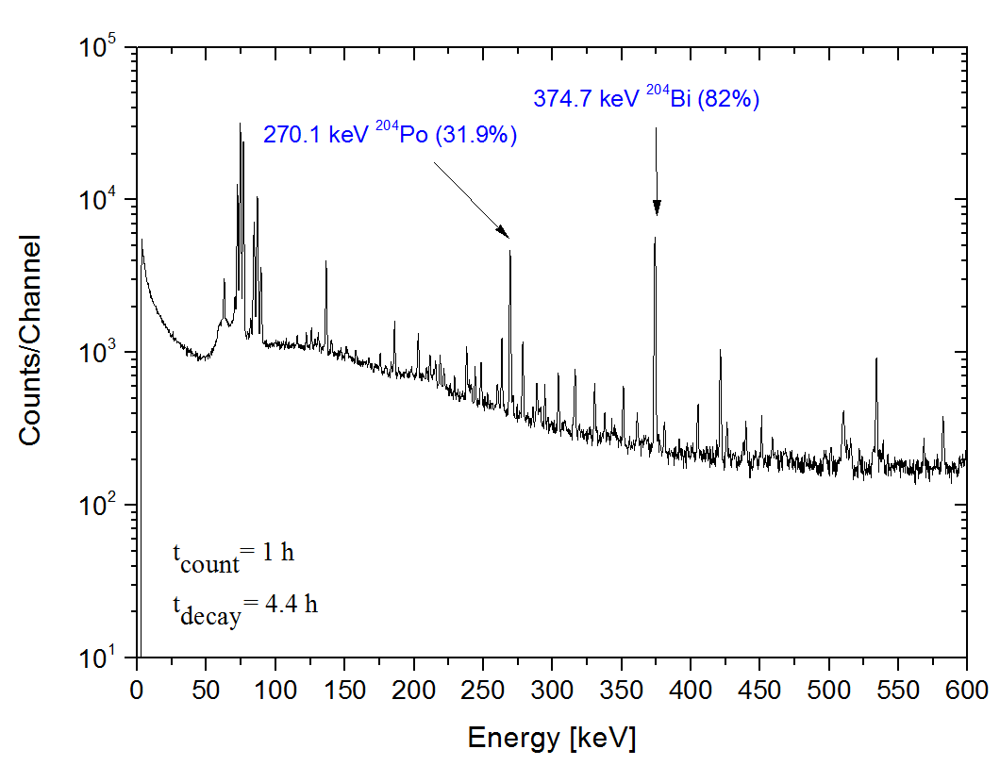 10⁵
374.7 keV ²⁰⁴Bi (82%)
270.1 keV ²⁰⁴Po (31.9%)
10⁴
Counts/Channel
10³
10²
t_count = 1 h
t_decay = 4.4 h
10¹
0 50 100 150 200 250 300 350 400 450 500 550 600
Energy [keV]